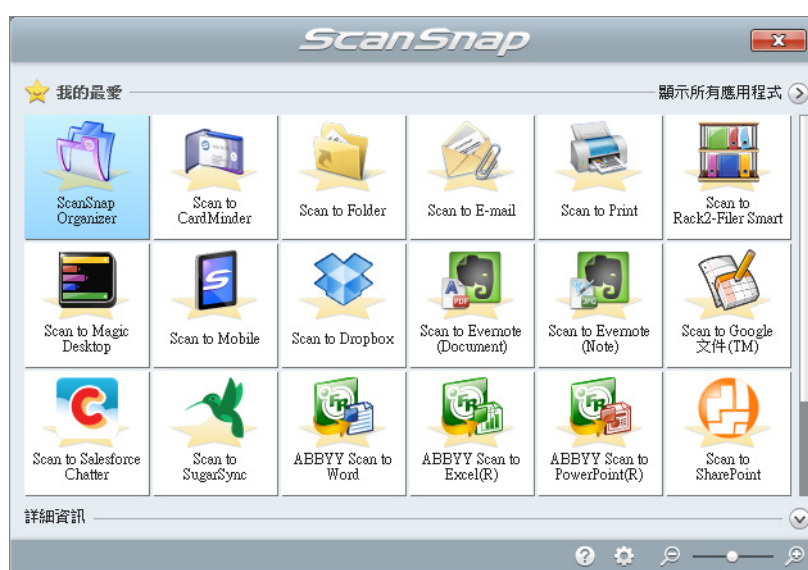 ScanSnap
我的最愛
顯示所有應用程式
ScanSnap
Organizer
Scan to
CardMinder
Scan to Folder
Scan to E-mail
Scan to Print
Scan to
Rack2-Filer Smart
Scan to Magic
Desktop
Scan to Mobile
Scan to Dropbox
Scan to Evernote
(Document)
Scan to Evernote
(Note)
Scan to Google
文件(TM)
Scan to Salesforce
Chatter
Scan to
SugarSync
ABBYY Scan to
Word
ABBYY Scan to
Excel(R)
ABBYY Scan to
PowerPoint(R)
Scan to
SharePoint
詳細資訊